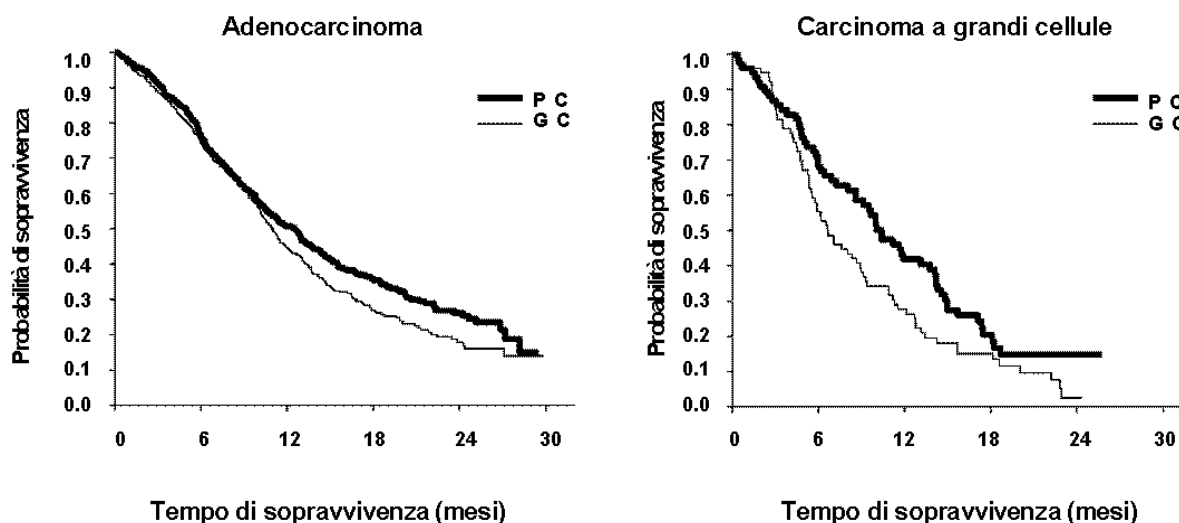 Adenocarcinoma
Probabilità di sopravvivenza
1.0
0.9
0.8
0.7
0.6
0.5
0.4
0.3
0.2
0.1
0.0
P C
G C
0 6 12 18 24 30
Tempo di sopravvivenza (mesi)
Carcinoma a grandi cellule
Probabilità di sopravvivenza
1.0
0.9
0.8
0.7
0.6
0.5
0.4
0.3
0.2
0.1
0.0
P C
G C
0 6 12 18 24 30
Tempo di sopravvivenza (mesi)